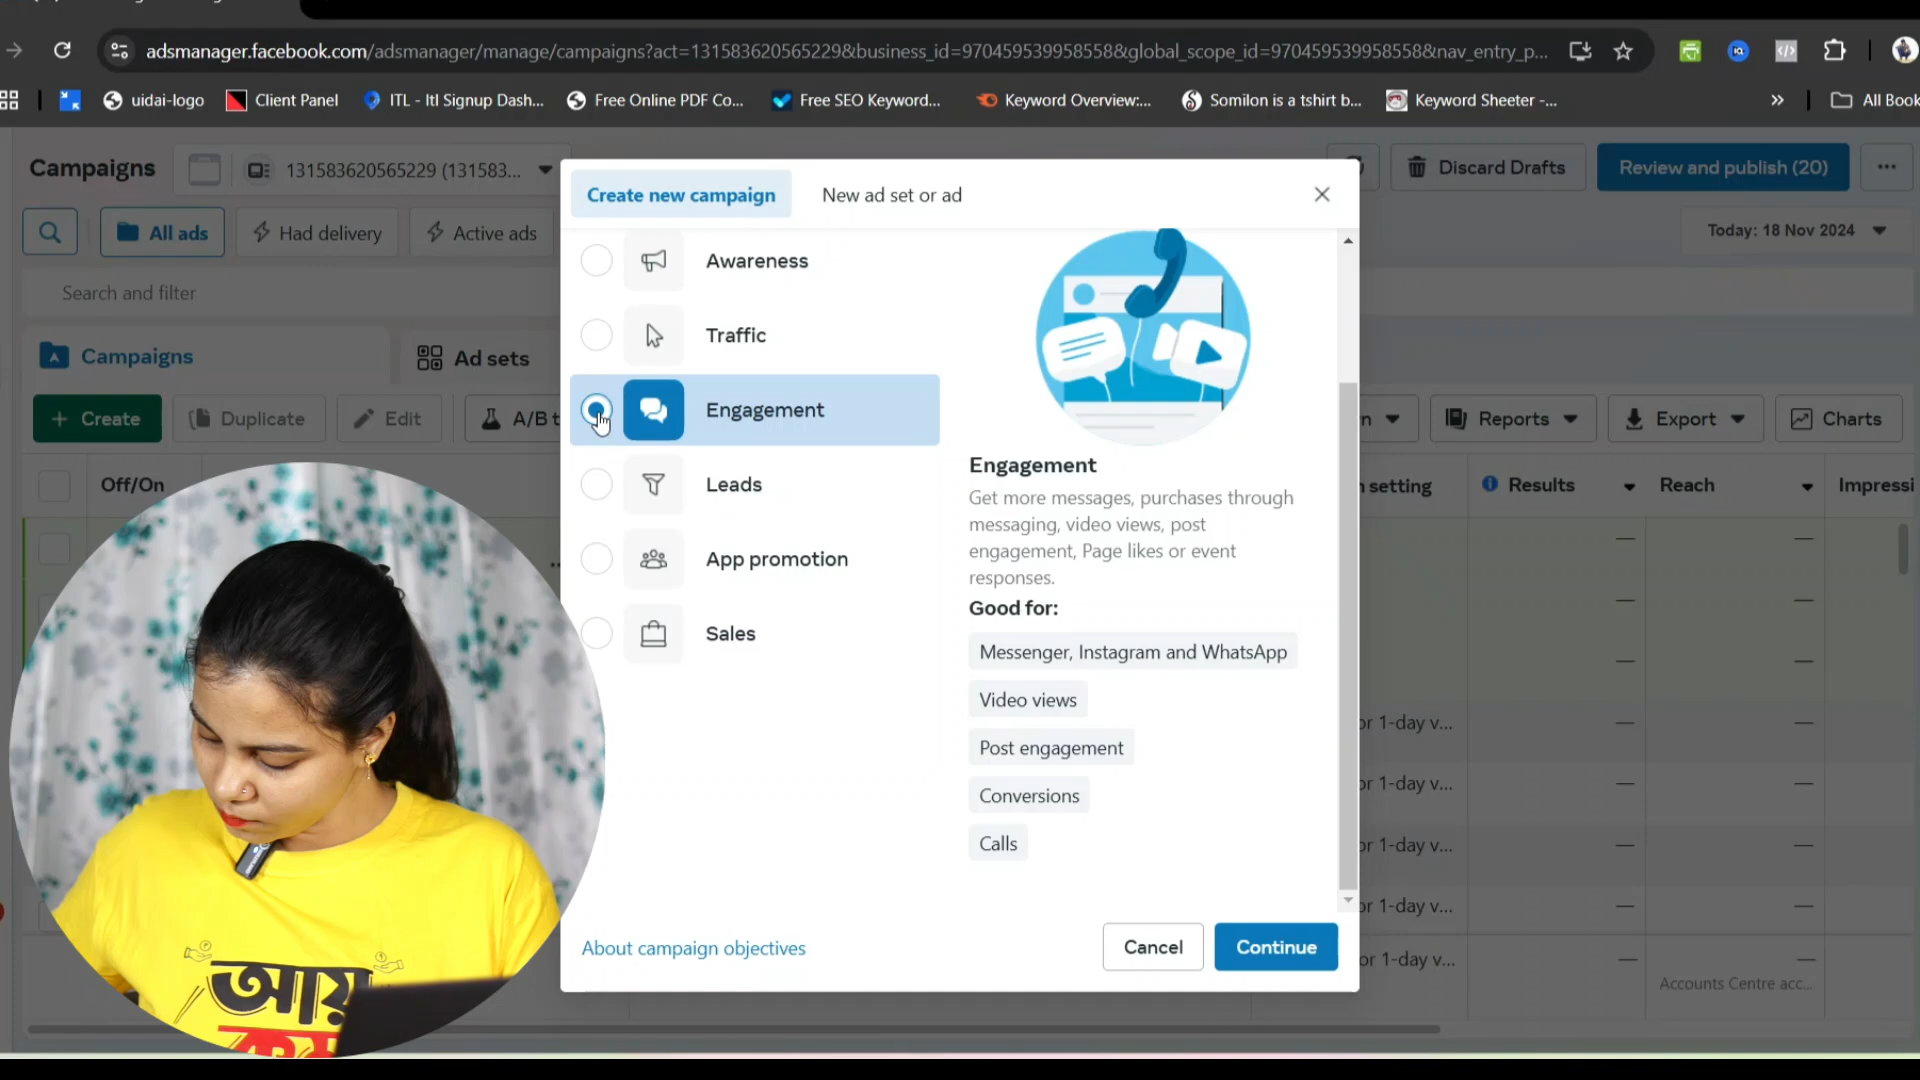 adsmanager.facebook.com/adsmanager/manage/campaigns?act=131583620565229&business_id=970459539958558&global_scope_id=970459539958558&nav_entry_p...
uidai-logo
Client Panel
ITL - Itl Signup Dash...
Free Online PDF Co...
Free SEO Keyword...
Keyword Overview:...
Somilon is a tshirt b...
Keyword Sheeter -...
All Book
Campaigns
131583620565229 (131583...
Create new campaign
New ad set or ad
Discard Drafts
Review and publish (20)
All ads
Had delivery
Active ads
Today: 18 Nov 2024
Search and filter
Awareness
Traffic
Engagement
Leads
App promotion
Sales
Campaigns
Ad sets
+ Create
Duplicate
Edit
A/B t
n
Reports
Export
Charts
Off/On
n setting
Results
Reach
Impressi
Engagement
Get more messages, purchases through
messaging, video views, post
engagement, Page likes or event
responses.
Good for:
Messenger, Instagram and WhatsApp
Video views
Post engagement
Conversions
Calls
or 1-day v...
or 1-day v...
or 1-day v...
or 1-day v...
or 1-day v...
Accounts Centre acc...
About campaign objectives
Cancel
Continue
আয়